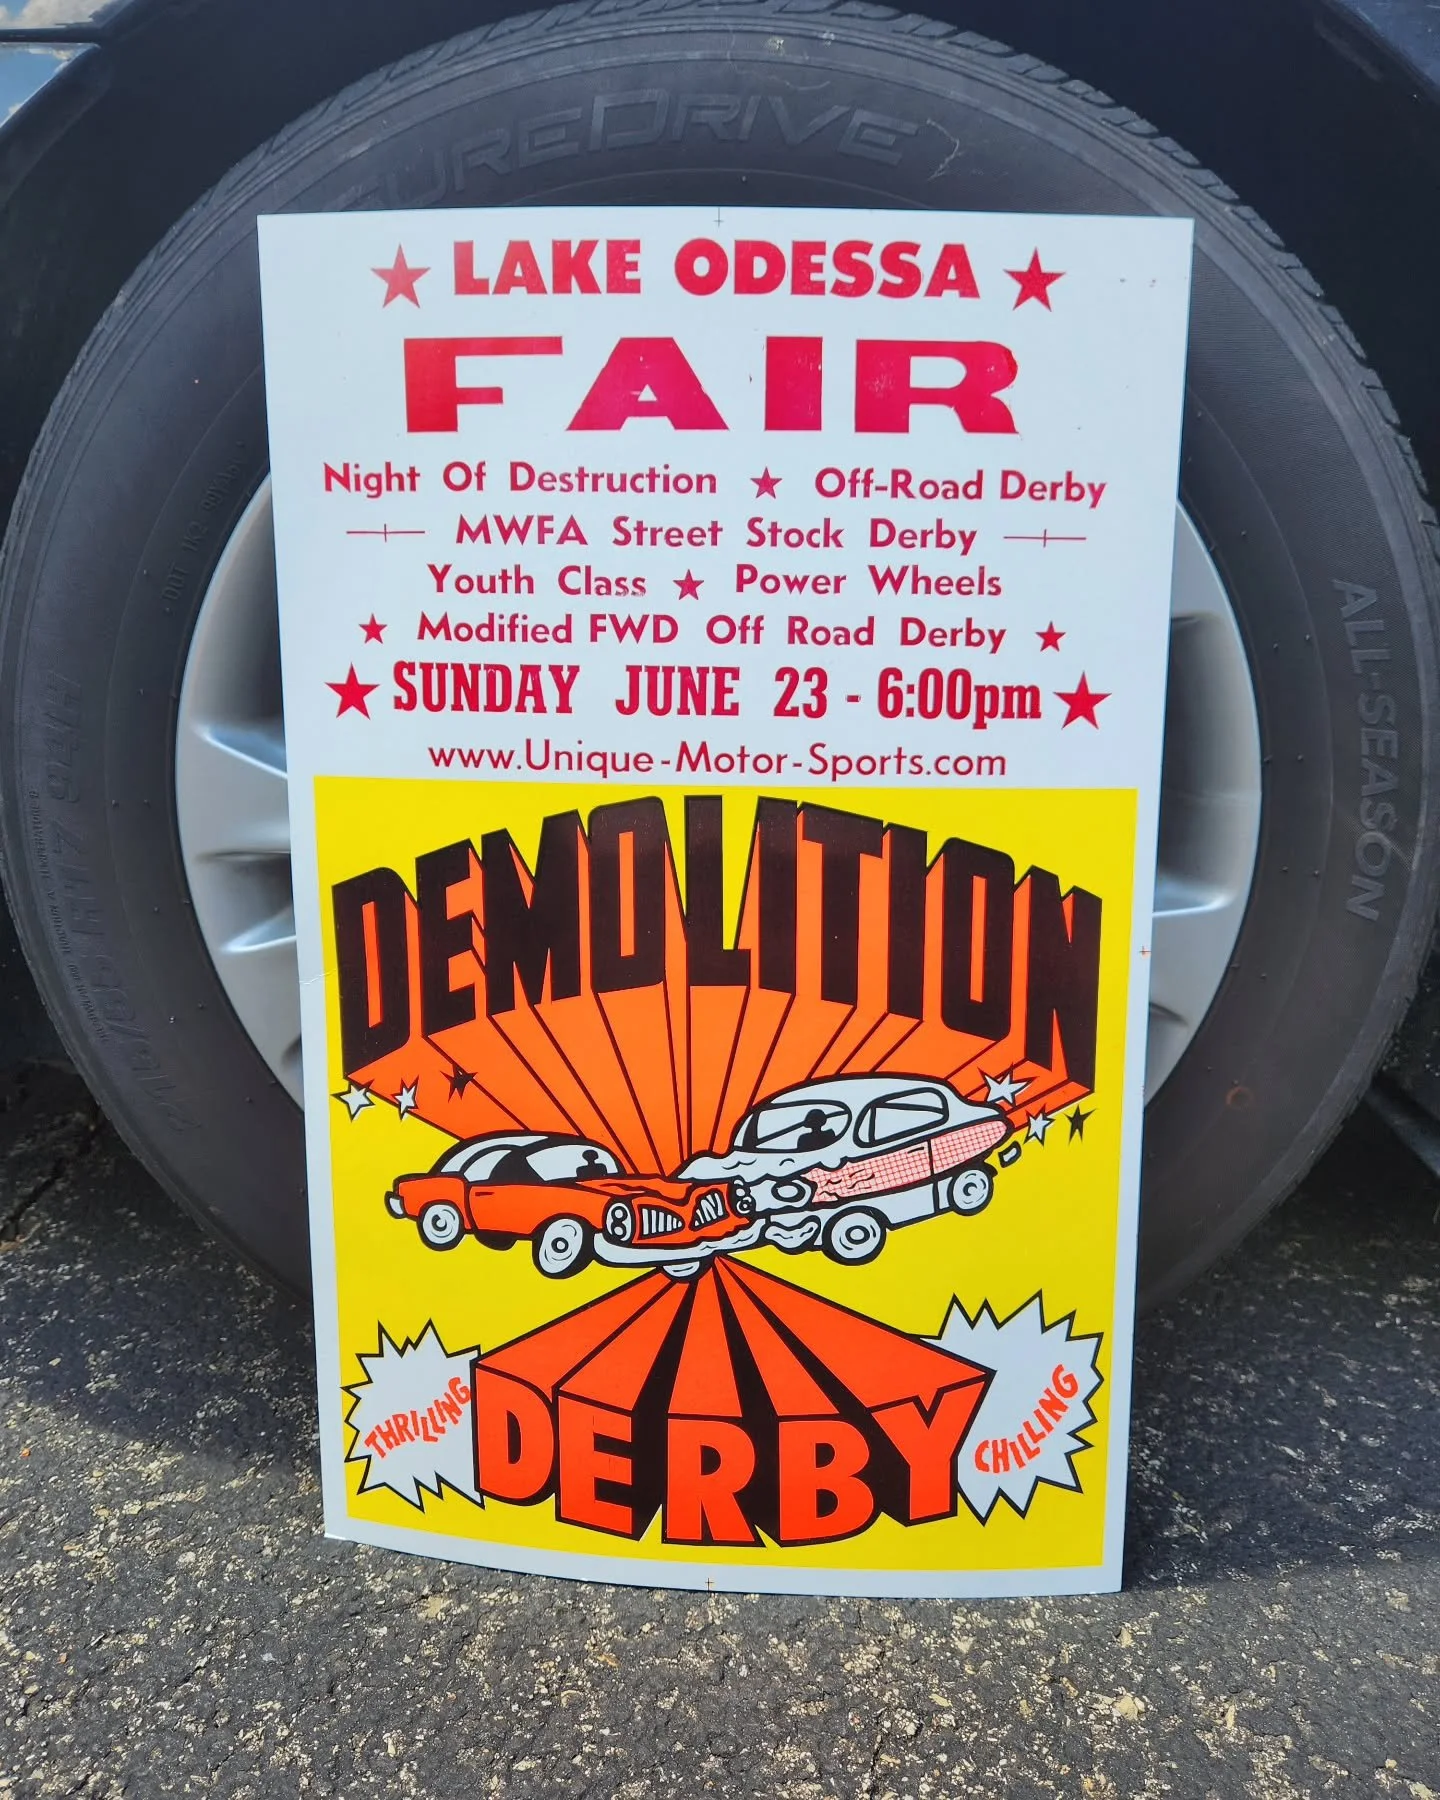 SUREDRIVE
LAKE ODESSA
FAIR
Night Of Destruction ★ Off-Road Derby
MWFA Street Stock Derby
Youth Class ★ Power Wheels
★ Modified FWD Off Road Derby ★
★ SUNDAY JUNE 23 - 6:00pm ★
www.Unique-Motor-Sports.com
DEMOLITION
THRILLING
DERBY
CHILLING
ALL-SEASON